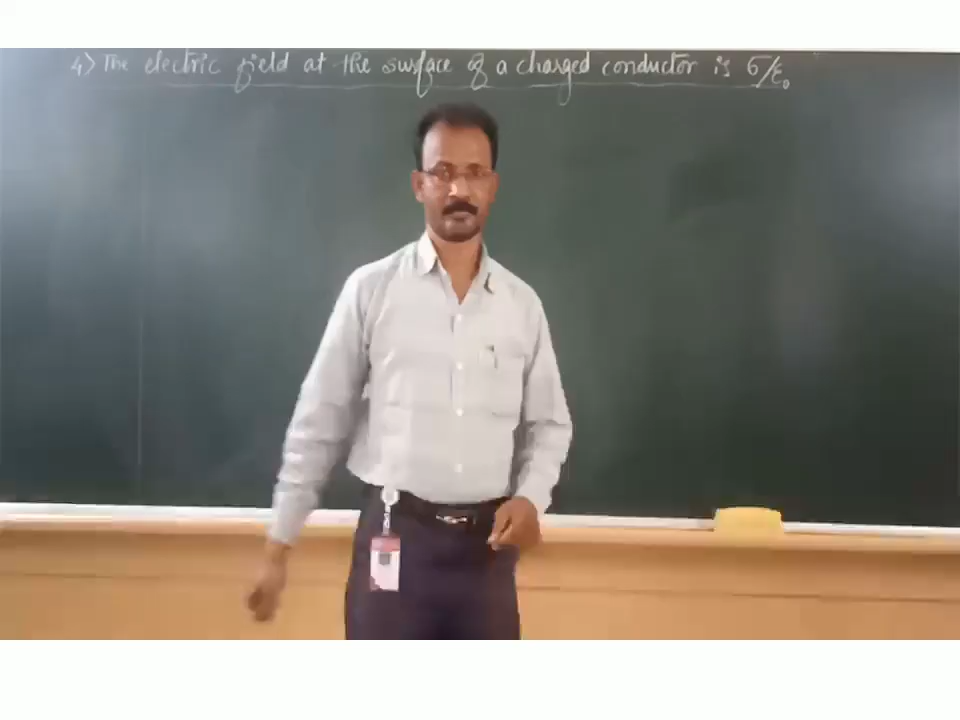 4) The electric field at the surface of a charged conductor is σ/ε₀